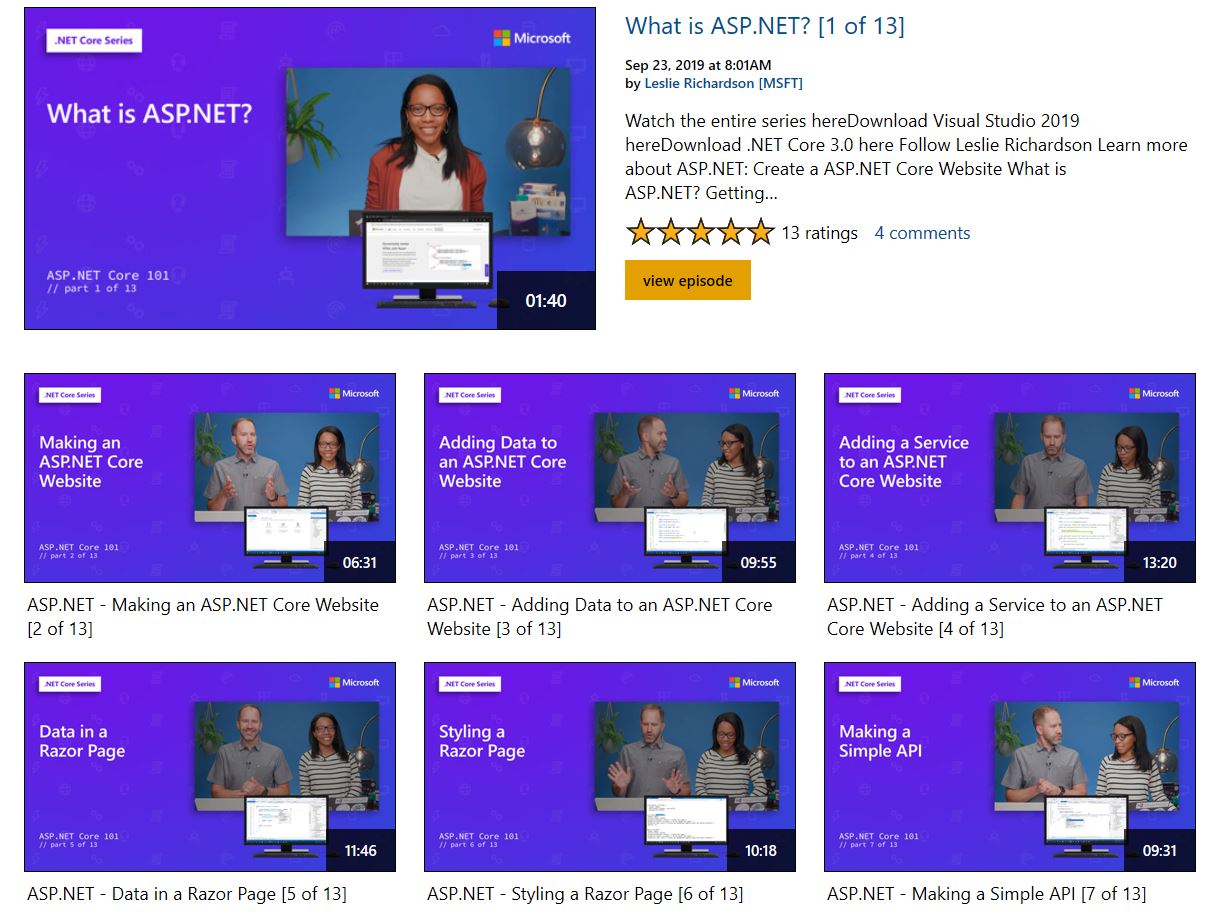 .NET Core Series
Microsoft
What is ASP.NET?
ASP.NET Core 101
// part 1 of 13
01:40
What is ASP.NET? [1 of 13]
Sep 23, 2019 at 8:01AM
by Leslie Richardson [MSFT]
Watch the entire series hereDownload Visual Studio 2019
hereDownload .NET Core 3.0 here Follow Leslie Richardson Learn more
about ASP.NET: Create a ASP.NET Core Website What is
ASP.NET? Getting...
13 ratings 4 comments
view episode
.NET Core Series
Microsoft
Making an
ASP.NET Core
Website
ASP.NET Core 101
// part 2 of 13
06:31
ASP.NET - Making an ASP.NET Core Website
[2 of 13]
.NET Core Series
Microsoft
Adding Data to
an ASP.NET Core
Website
ASP.NET Core 101
// part 3 of 13
09:55
ASP.NET - Adding Data to an ASP.NET Core
Website [3 of 13]
.NET Core Series
Microsoft
Adding a Service
to an ASP.NET
Core Website
ASP.NET Core 101
// part 4 of 13
13:20
ASP.NET - Adding a Service to an ASP.NET
Core Website [4 of 13]
.NET Core Series
Microsoft
Data in a
Razor Page
ASP.NET Core 101
// part 5 of 13
11:46
ASP.NET - Data in a Razor Page [5 of 13]
.NET Core Series
Microsoft
Styling a
Razor Page
ASP.NET Core 101
// part 6 of 13
10:18
ASP.NET - Styling a Razor Page [6 of 13]
.NET Core Series
Microsoft
Making a
Simple API
ASP.NET Core 101
// part 7 of 13
09:31
ASP.NET - Making a Simple API [7 of 13]